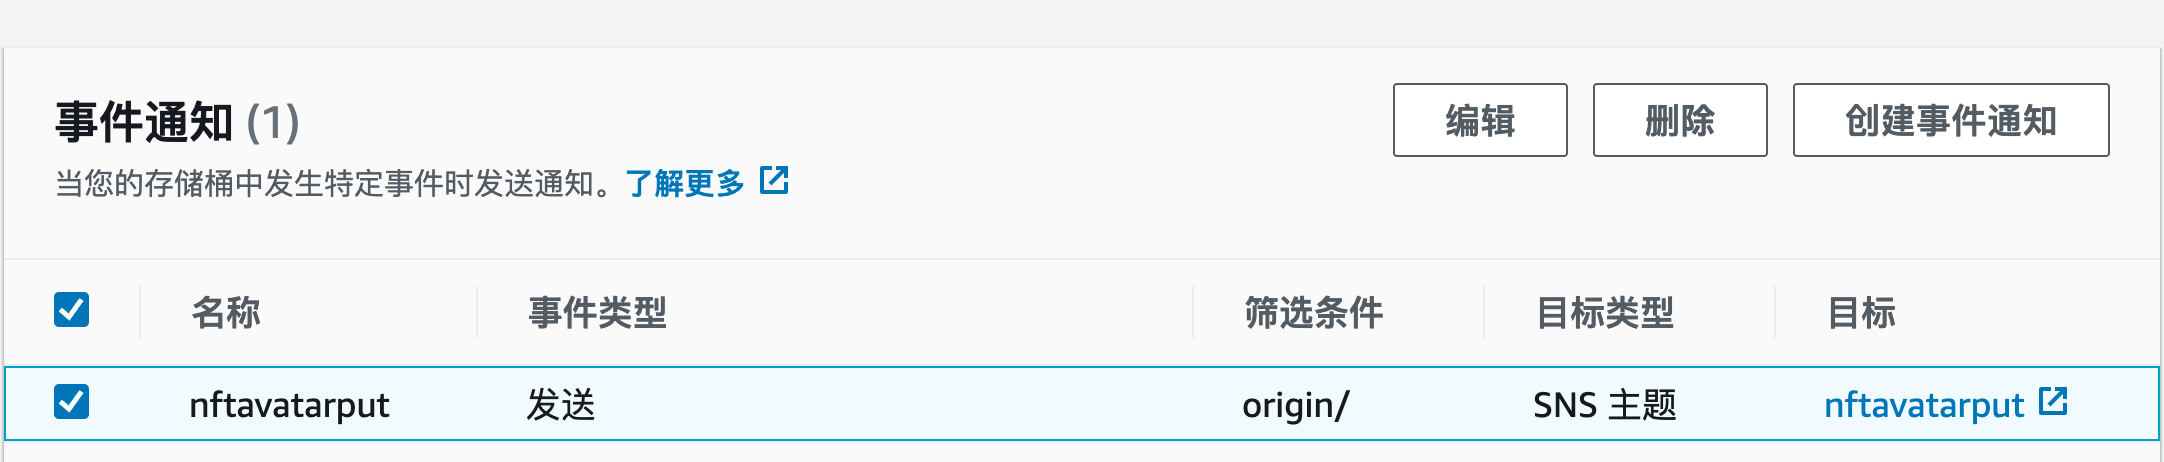 事件通知 (1)
编辑
删除
创建事件通知
当您的存储桶中发生特定事件时发送通知。了解更多
名称 事件类型 筛选条件 目标类型 目标
nftavatarput 发送 origin/ SNS 主题 nftavatarput